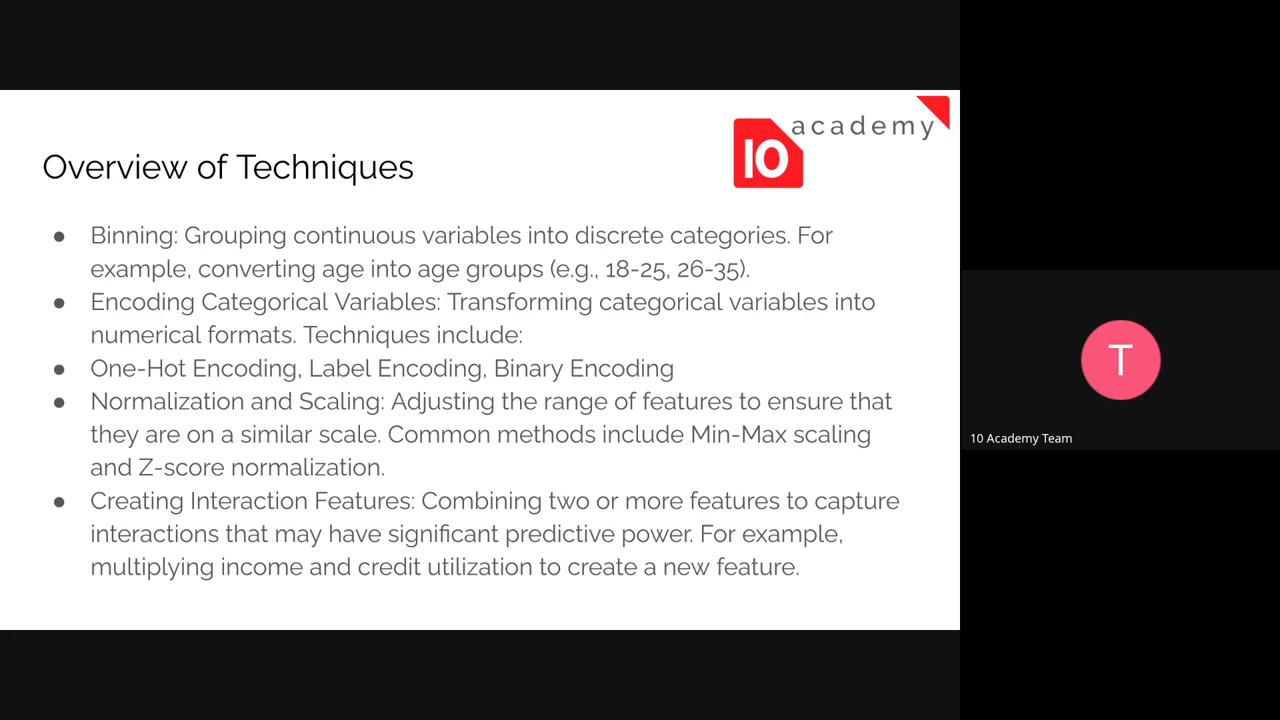 academy
10
Overview of Techniques
● Binning: Grouping continuous variables into discrete categories. For
example, converting age into age groups (e.g., 18-25, 26-35).
● Encoding Categorical Variables: Transforming categorical variables into
numerical formats. Techniques include:
● One-Hot Encoding, Label Encoding, Binary Encoding
● Normalization and Scaling: Adjusting the range of features to ensure that
they are on a similar scale. Common methods include Min-Max scaling
and Z-score normalization.
● Creating Interaction Features: Combining two or more features to capture
interactions that may have significant predictive power. For example,
multiplying income and credit utilization to create a new feature.
T
10 Academy Team